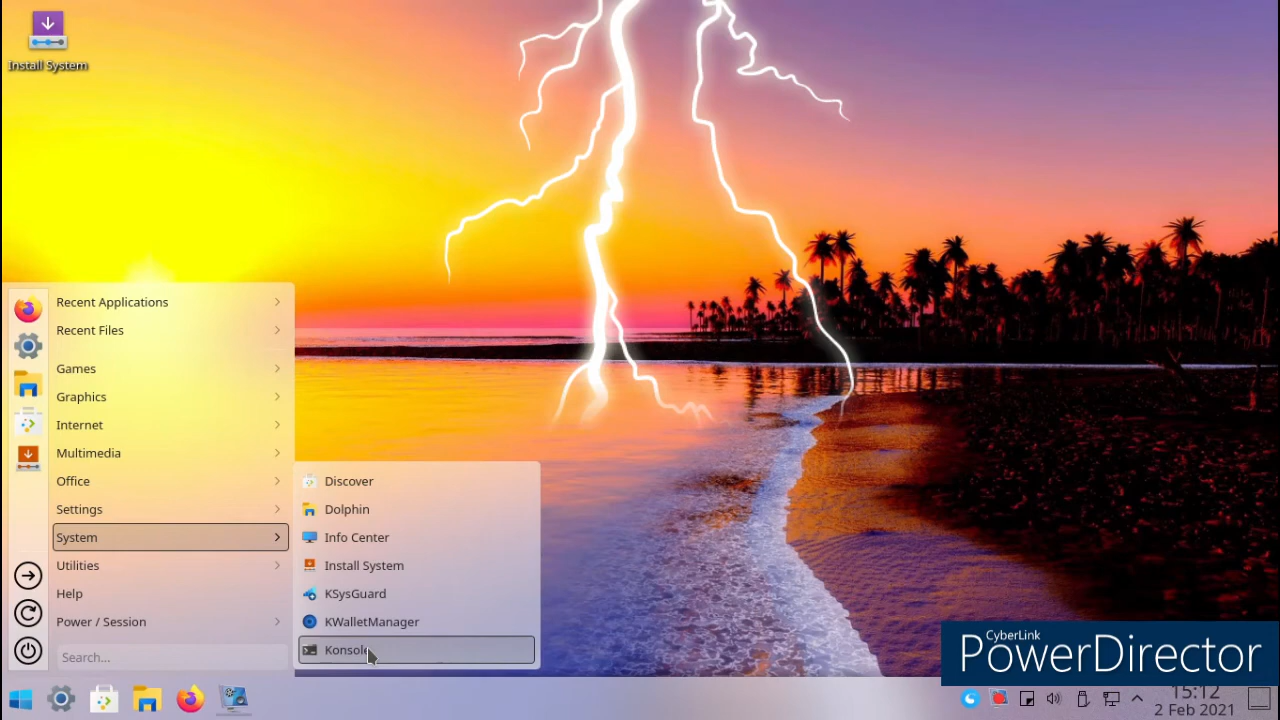 Install System
Recent Applications
Recent Files
Games
Graphics
Internet
Multimedia
Office
Settings
System
Utilities
Help
Power / Session
Search...
Discover
Dolphin
Info Center
Install System
KSysGuard
KWalletManager
Konsole
CyberLink
PowerDirector
15:12
2 Feb 2021